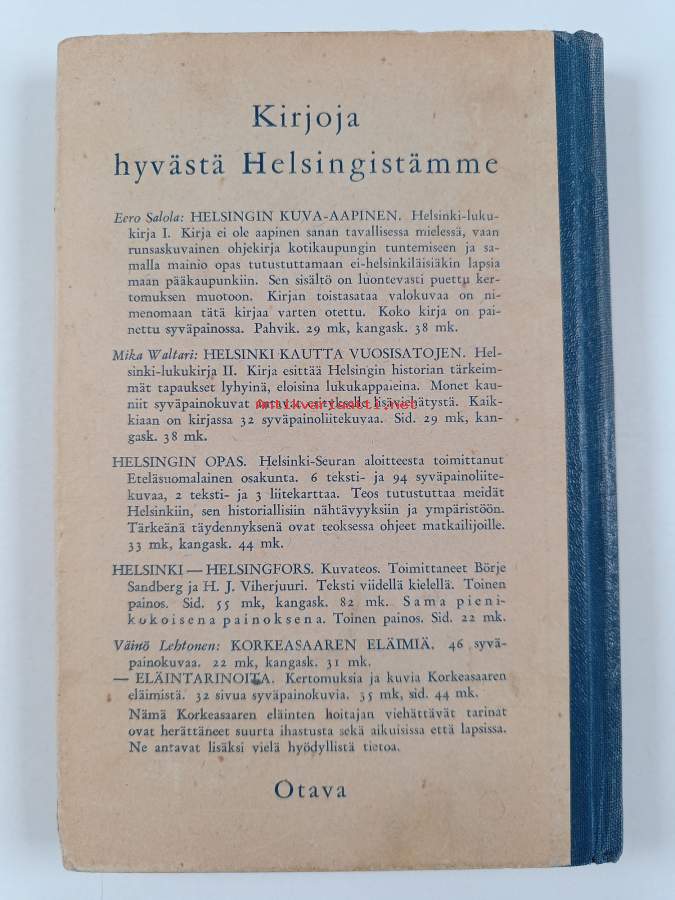 Kirjoja
hyvästä Helsingistämme
Eero Salola: HELSINGIN KUVA-AAPINEN. Helsinki-luku-
kirja I. Kirja ei ole aapinen sanan tavallisessa mielessä, vaan
runsaskuvainen ohjekirja kotikaupungin tuntemiseen ja sa-
malla mainio opas tutustuttamaan ei-helsinkiläisiäkin lapsia
maan pääkaupunkiin. Sen sisältö on luontevasti puettu ker-
tomuksen muotoon. Kirjan toistasataa valokuvaa on ni-
menomaan tätä kirjaa varten otettu. Koko kirja on pai-
nettu syväpainossa. Pahvik. 29 mk, kangask. 38 mk.
Mika Waltari: HELSINKI KAUTTA VUOSISATOJEN. Hel-
sinki-lukukirja II. Kirja esittää Helsingin historian tärkeim-
mät tapaukset lyhyinä, eloisina lukukappaleina. Monet kau-
niit syväpainokuvat antavat esitykselle lisäviehätystä. Kaik-
kiaan on kirjassa 32 syväpainoliitekuvaa. Sid. 29 mk, kan-
gask. 38 mk.
HELSINGIN OPAS. Helsinki-Seuran aloitteesta toimittanut
Eteläsuomalainen osakunta. 6 teksti- ja 94 syväpainoliite-
kuvaa, 2 teksti- ja 3 liitekarttaa. Teos tutustuttaa meidät
Helsinkiin, sen historiallisiin nähtävyyksiin ja ympäristöön.
Tärkeänä täydennyksenä ovat teoksessa ohjeet matkailijoille.
33 mk, kangask. 44 mk.
HELSINKI — HELSINGFORS. Kuvateos. Toimittaneet Börje
Sandberg ja H. J. Viherjuuri. Teksti viidellä kielellä. Toinen
painos. Sid. 55 mk, kangask. 82 mk. Sama pieni-
kokoisena painoksena. Toinen painos. Sid. 22 mk.
Väinö Lehtonen: KORKEASAAREN ELÄIMIÄ. 46 syvä-
painokuvaa. 22 mk, kangask. 31 mk.
— ELÄINTARINOITA. Kertomuksia ja kuvia Korkeasaaren
eläimistä. 32 sivua syväpainokuvia. 35 mk, sid. 44 mk.
Nämä Korkeasaaren eläinten hoitajan viehättävät tarinat
ovat herättäneet suurta ihastusta sekä aikuisissa että lapsissa.
Ne antavat lisäksi vielä hyödyllistä tietoa.
Otava
Antikvariaatti.net